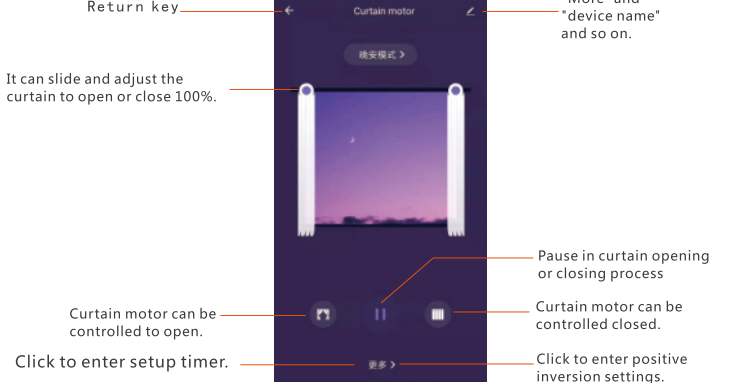 Return key
Curtain motor
"More" and
"device name"
and so on.
晚安模式 >
It can slide and adjust the
curtain to open or close 100%.
Pause in curtain opening
or closing process
Curtain motor can be
controlled to open.
Curtain motor can be
controlled closed.
Click to enter setup timer.
更多 >
Click to enter positive
inversion settings.